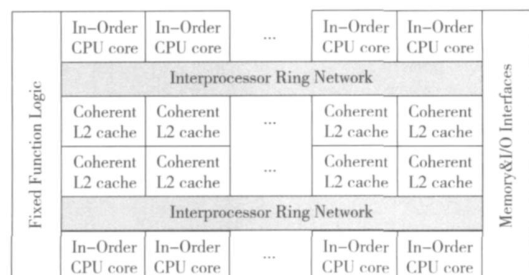 Fixed Function Logic
In-Order In-Order ... In-Order In-Order
CPU core CPU core CPU core CPU core
Interprocessor Ring Network
Coherent Coherent ... Coherent Coherent
L2 cache L2 cache L2 cache L2 cache
Coherent Coherent ... Coherent Coherent
L2 cache L2 cache L2 cache L2 cache
Interprocessor Ring Network
In-Order In-Order ... In-Order In-Order
CPU core CPU core CPU core CPU core
Memory&I/O Interfaces